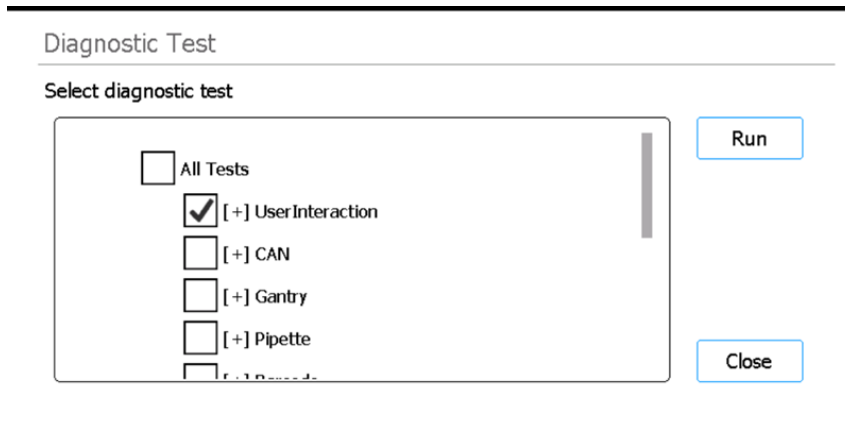 Diagnostic Test
Select diagnostic test
Run
All Tests
[+] UserInteraction
[+] CAN
[+] Gantry
[+] Pipette
Close